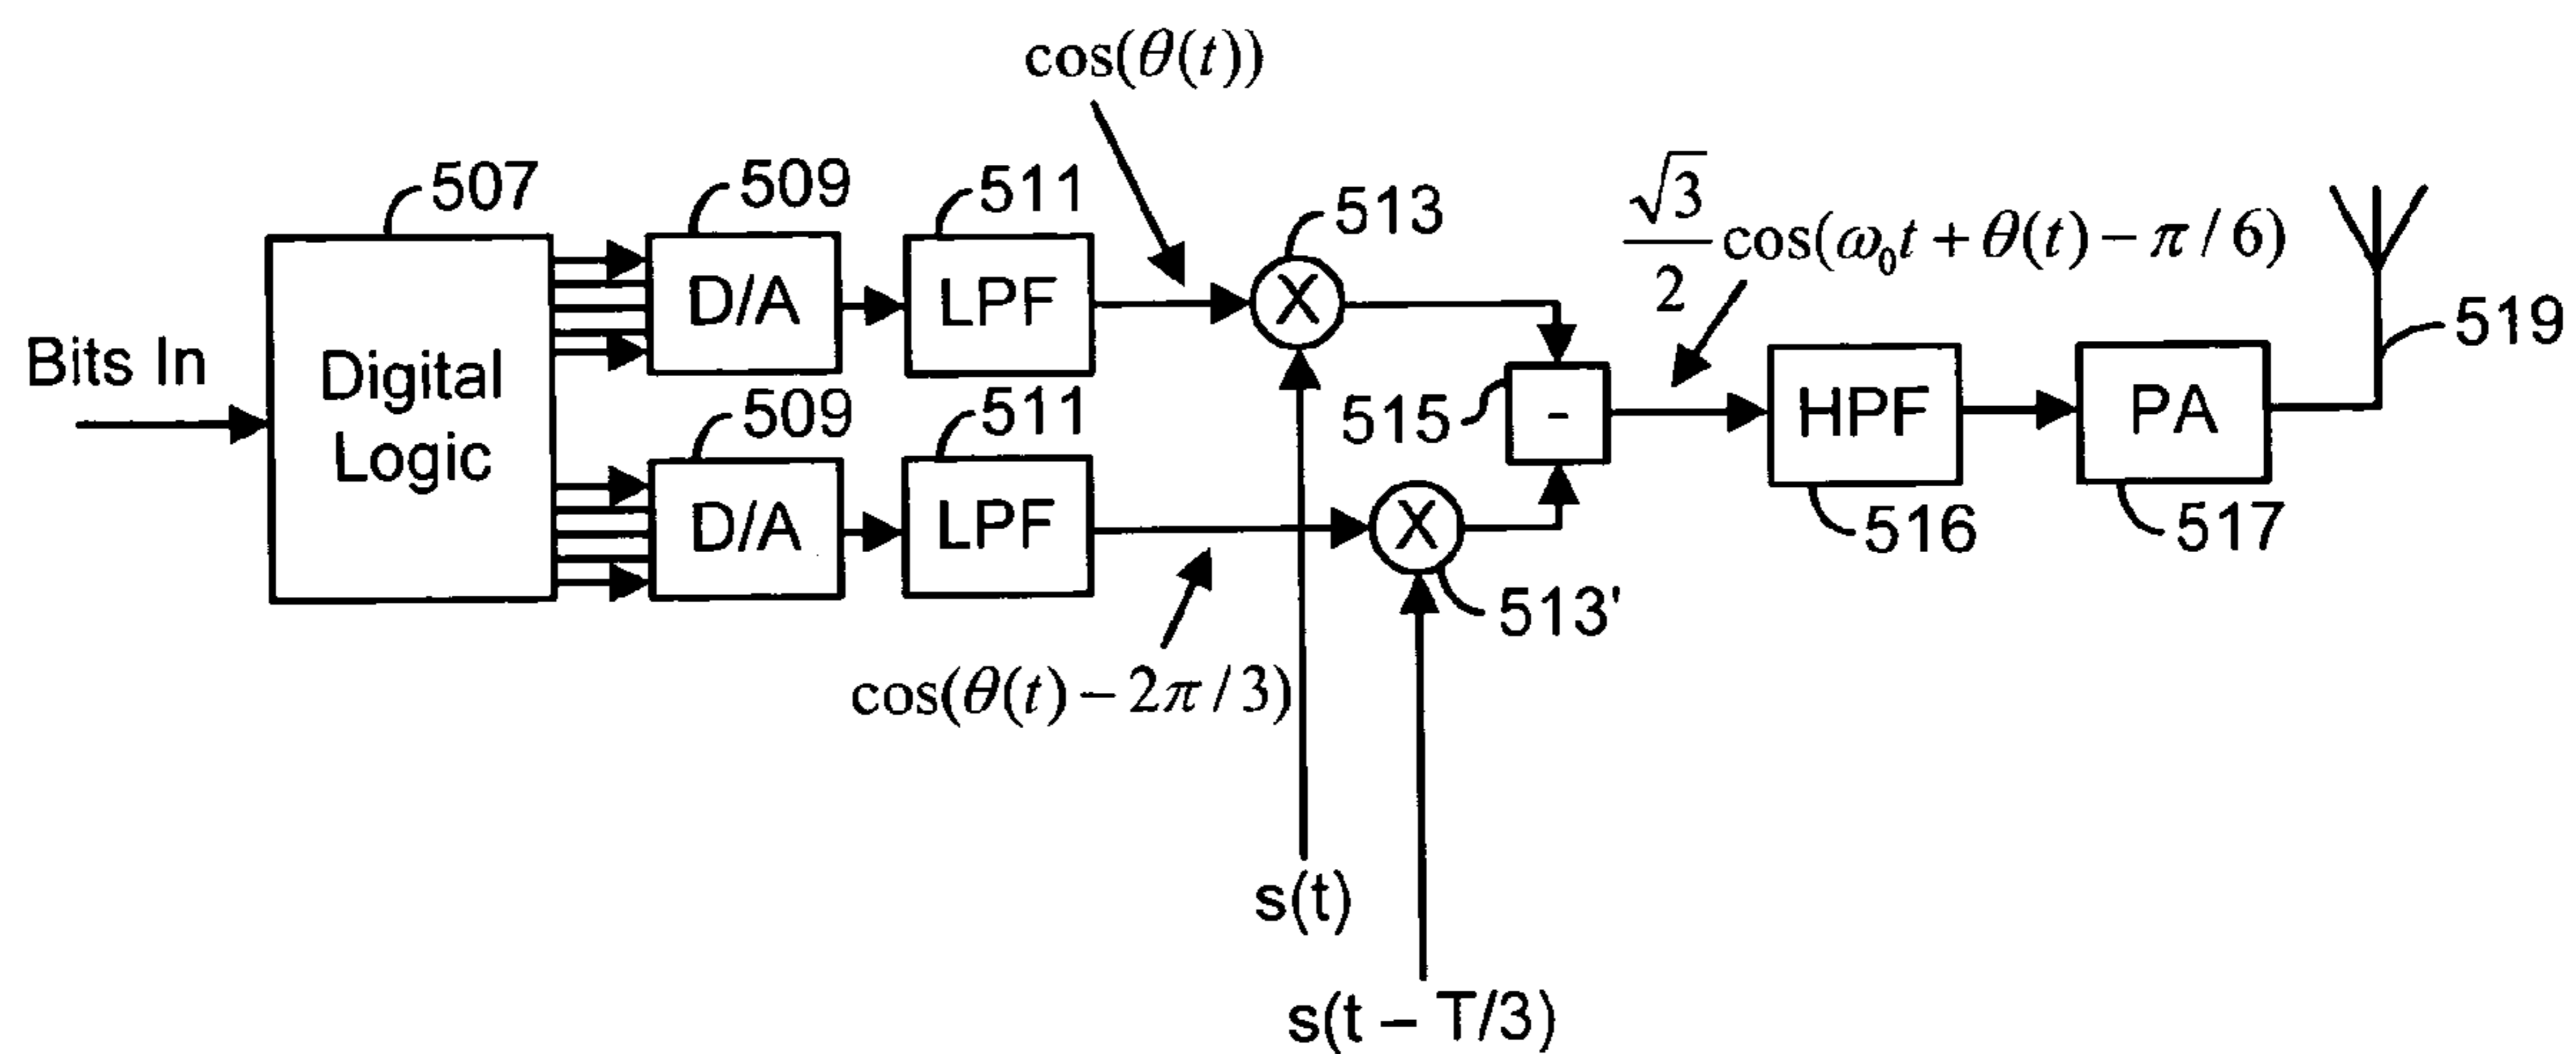 cos(θ(t))
507
509
511
513
√3/2 cos(ω₀t + θ(t) − π / 6)
519
Bits In
Digital
Logic
D/A
LPF
X
515
-
HPF
PA
509
511
D/A
LPF
X
516
517
513'
cos(θ(t) − 2π / 3)
s(t)
s(t – T/3)